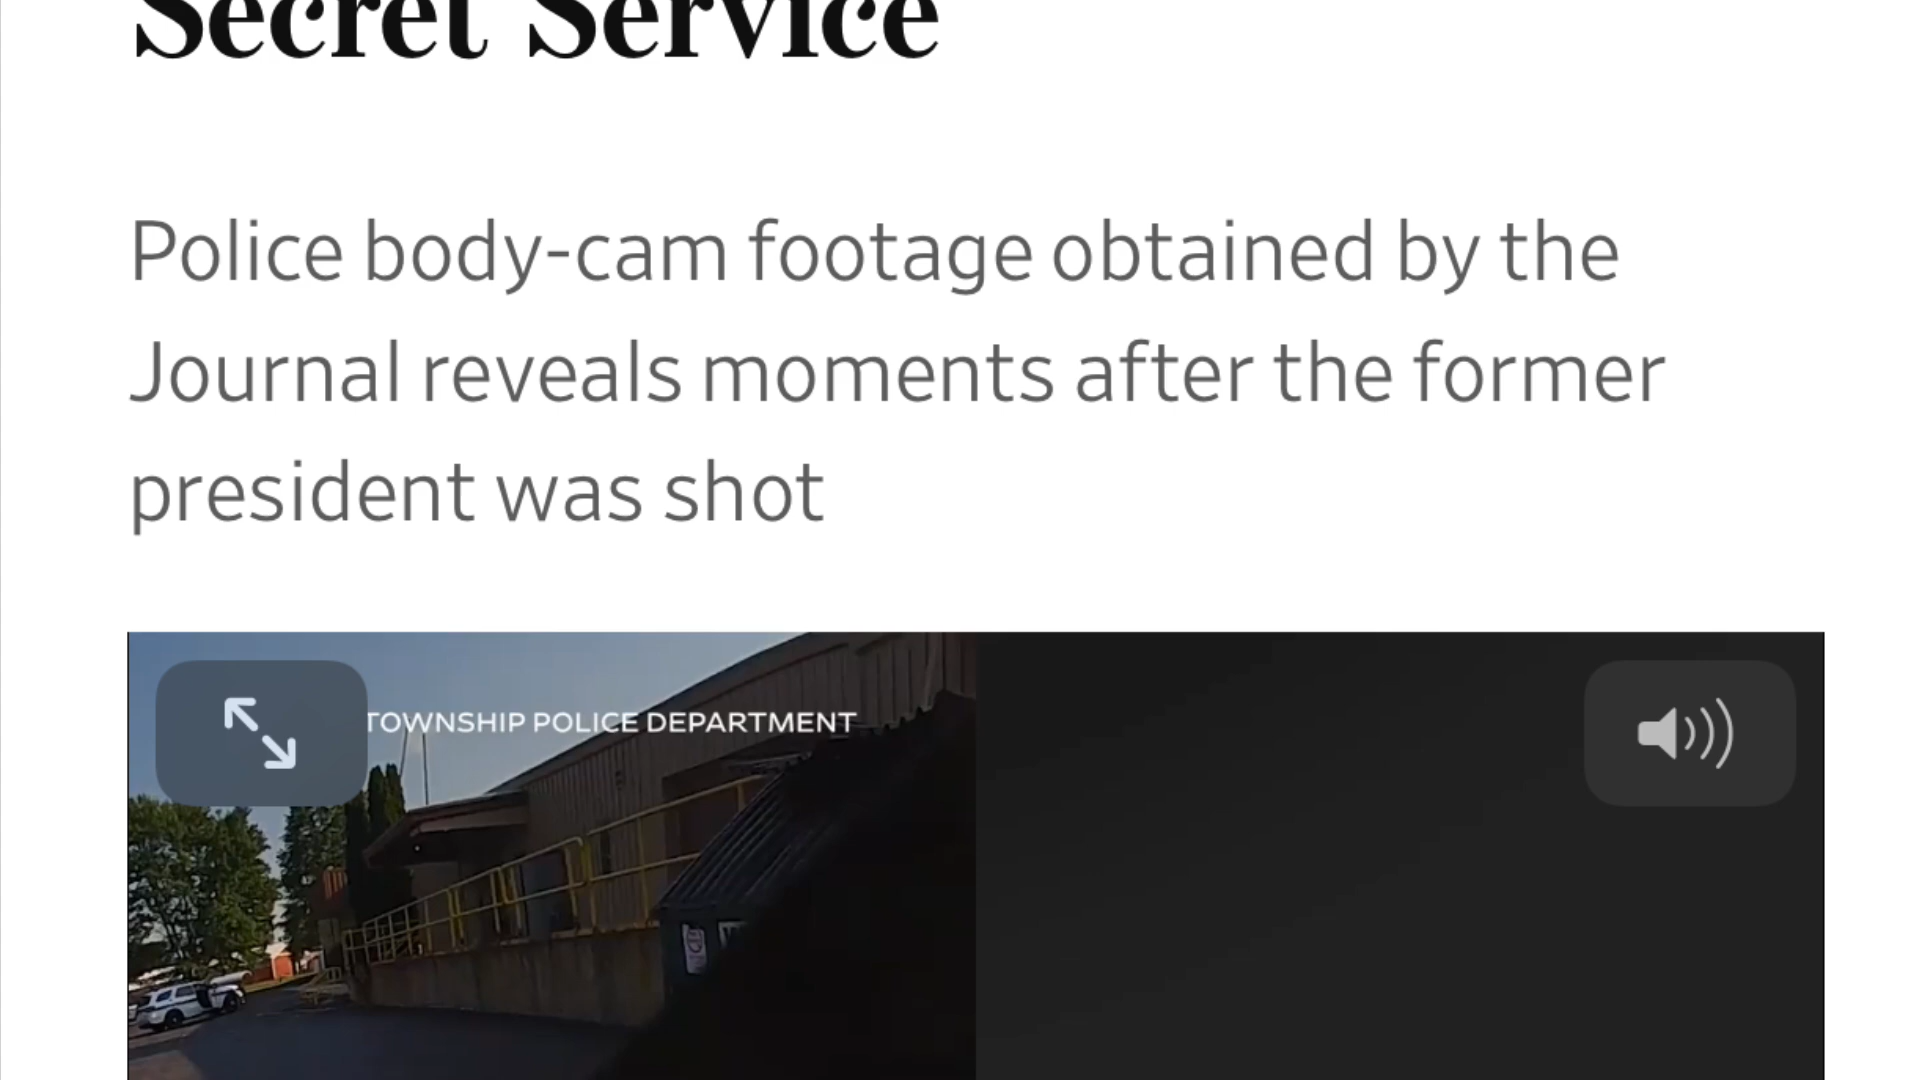 Secret Service
Police body-cam footage obtained by the
Journal reveals moments after the former
president was shot
TOWNSHIP POLICE DEPARTMENT